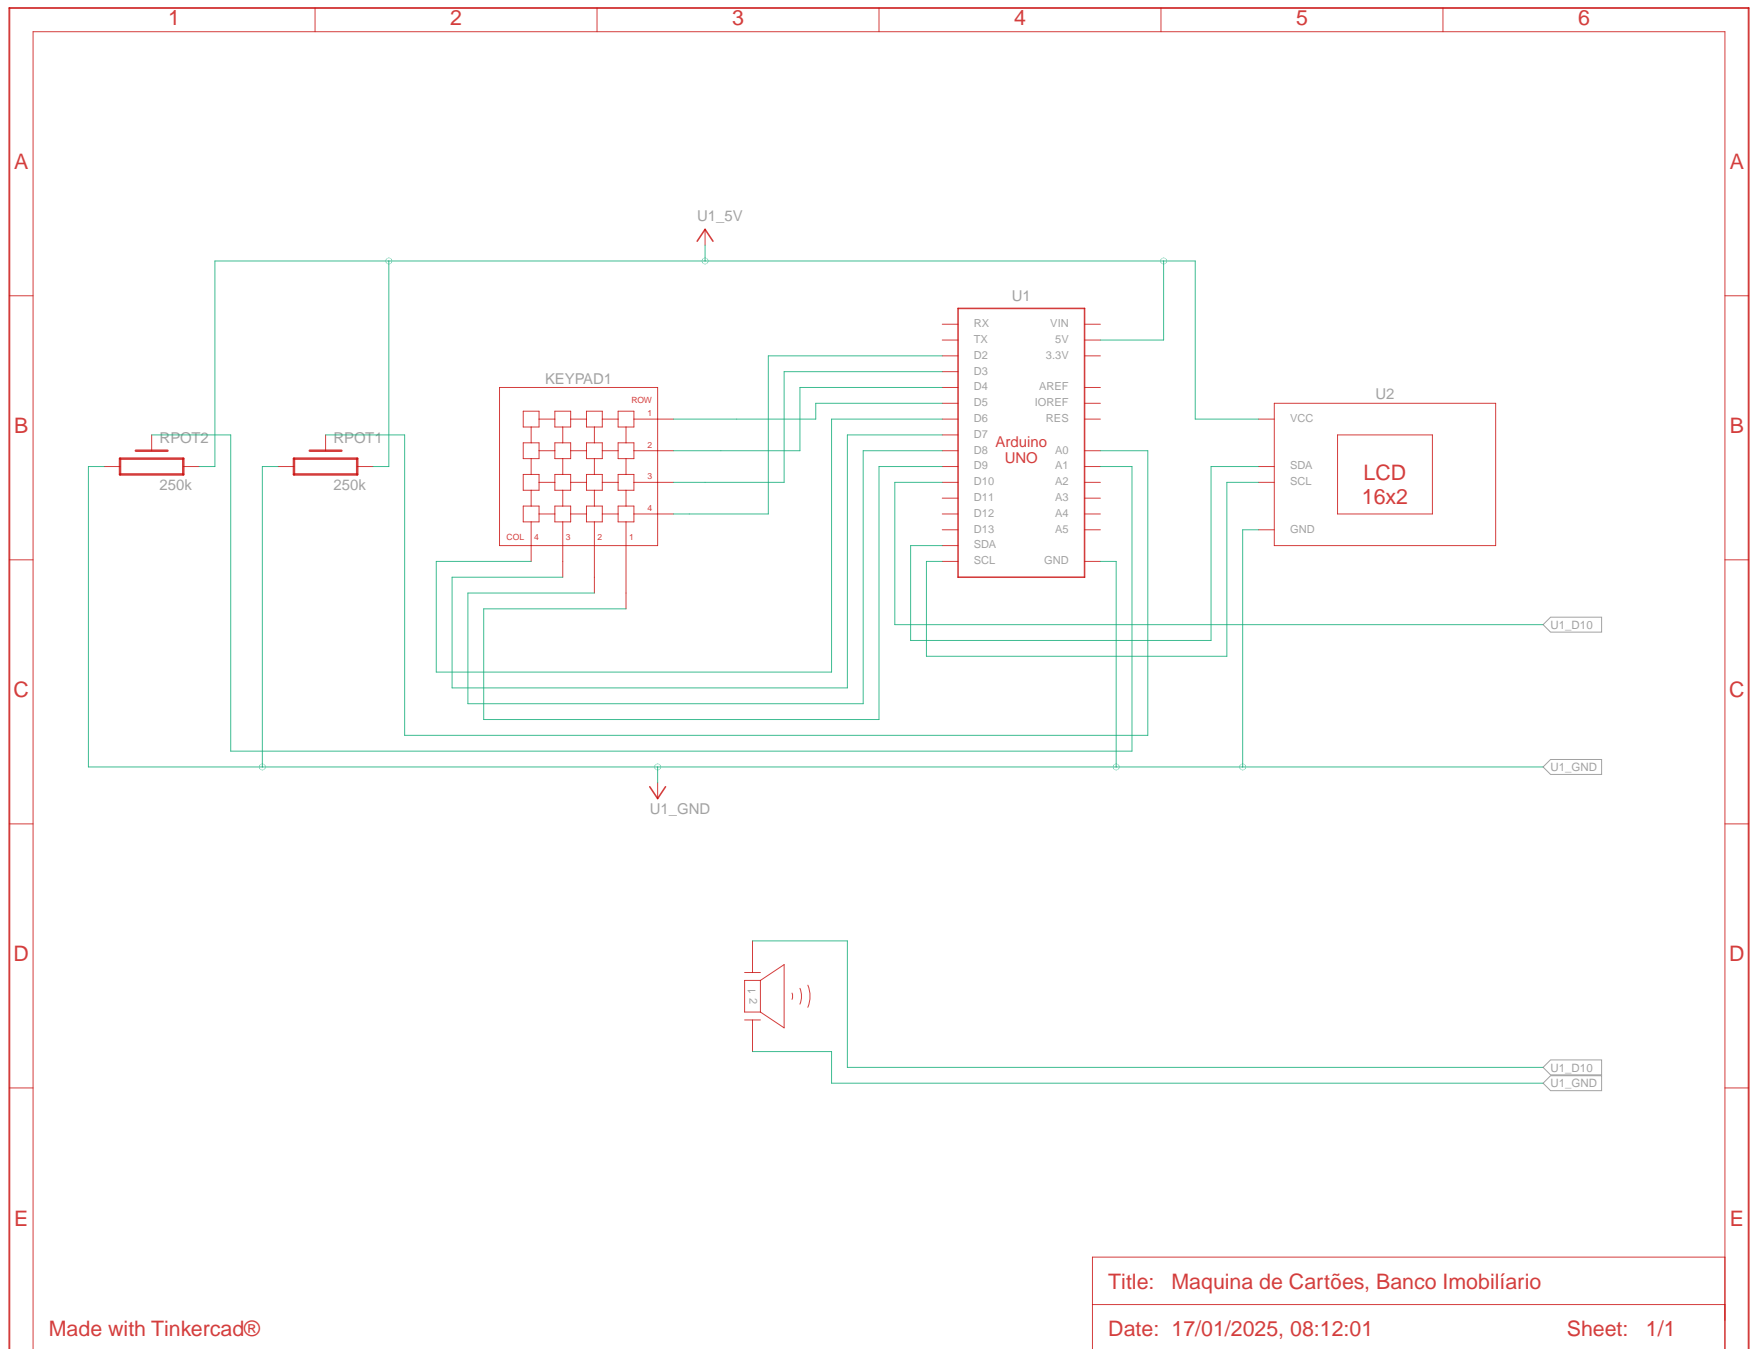 1 2 3 4 5 6
A A
U1_5V
U1
RX VIN
TX 5V
D2 3.3V
D3
D4 AREF
D5 IOREF
D6 RES
D7
D8 A0
D9 A1
D10 A2
D11 A3
D12 A4
D13 A5
SDA
SCL GND
Arduino
UNO
KEYPAD1
ROW
1
2
3
4
COL 4 3 2 1
U2
VCC
SDA
SCL
GND
LCD
16x2
B B
RPOT2
250k
RPOT1
250k
U1_D10
C C
U1_GND
U1_GND
D D
1 2
U1_D10
U1_GND
E E
Title: Maquina de Cartões, Banco Imobilíario
Made with Tinkercad®
Date: 17/01/2025, 08:12:01 Sheet: 1/1